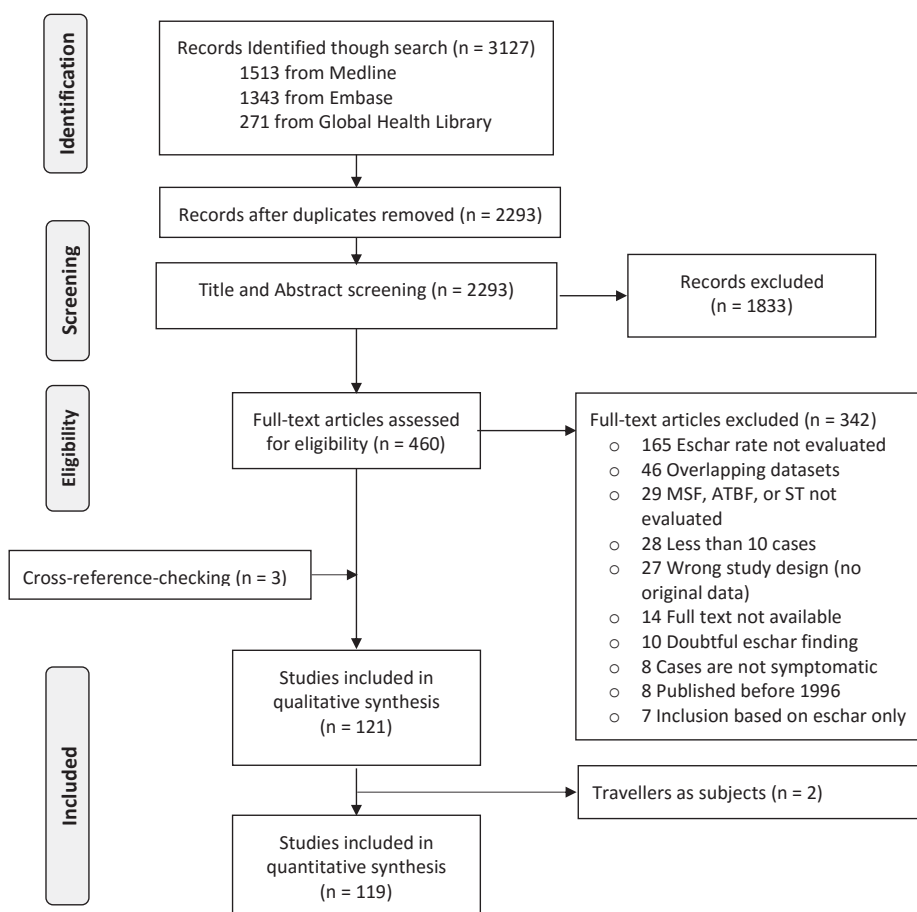 Identification
Records Identified though search (n = 3127)
1513 from Medline
1343 from Embase
271 from Global Health Library
Records after duplicates removed (n = 2293)
Screening
Title and Abstract screening (n = 2293)
Records excluded
(n = 1833)
Eligibility
Full-text articles assessed
for eligibility (n = 460)
Full-text articles excluded (n = 342)
o 165 Eschar rate not evaluated
o 46 Overlapping datasets
o 29 MSF, ATBF, or ST not
evaluated
o 28 Less than 10 cases
o 27 Wrong study design (no
original data)
o 14 Full text not available
o 10 Doubtful eschar finding
o 8 Cases are not symptomatic
o 8 Published before 1996
o 7 Inclusion based on eschar only
Cross-reference-checking (n = 3)
Included
Studies included in
qualitative synthesis
(n = 121)
Travellers as subjects (n = 2)
Studies included in
quantitative synthesis
(n = 119)